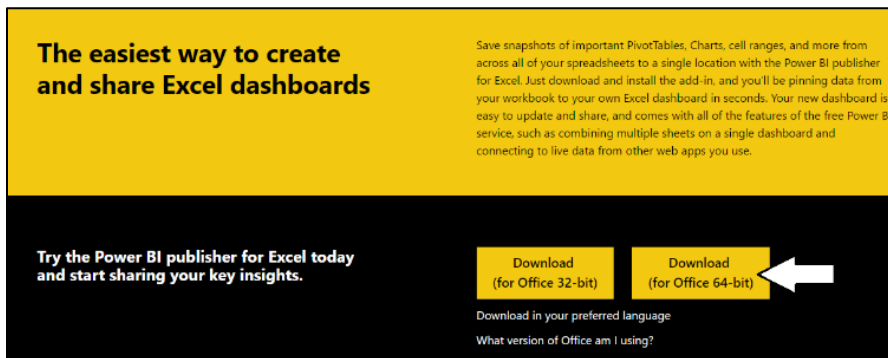 The easiest way to create
and share Excel dashboards
Save snapshots of important PivotTables, Charts, cell ranges, and more from
across all of your spreadsheets to a single location with the Power BI publisher
for Excel. Just download and install the add-in, and you'll be pinning data from
your workbook to your own Excel dashboard in seconds. Your new dashboard is
easy to update and share, and comes with all of the features of the free Power B
service, such as combining multiple sheets on a single dashboard and
connecting to live data from other web apps you use.
Try the Power BI publisher for Excel today
and start sharing your key insights.
Download
(for Office 32-bit)
Download
(for Office 64-bit)
Download in your preferred language
What version of Office am I using?